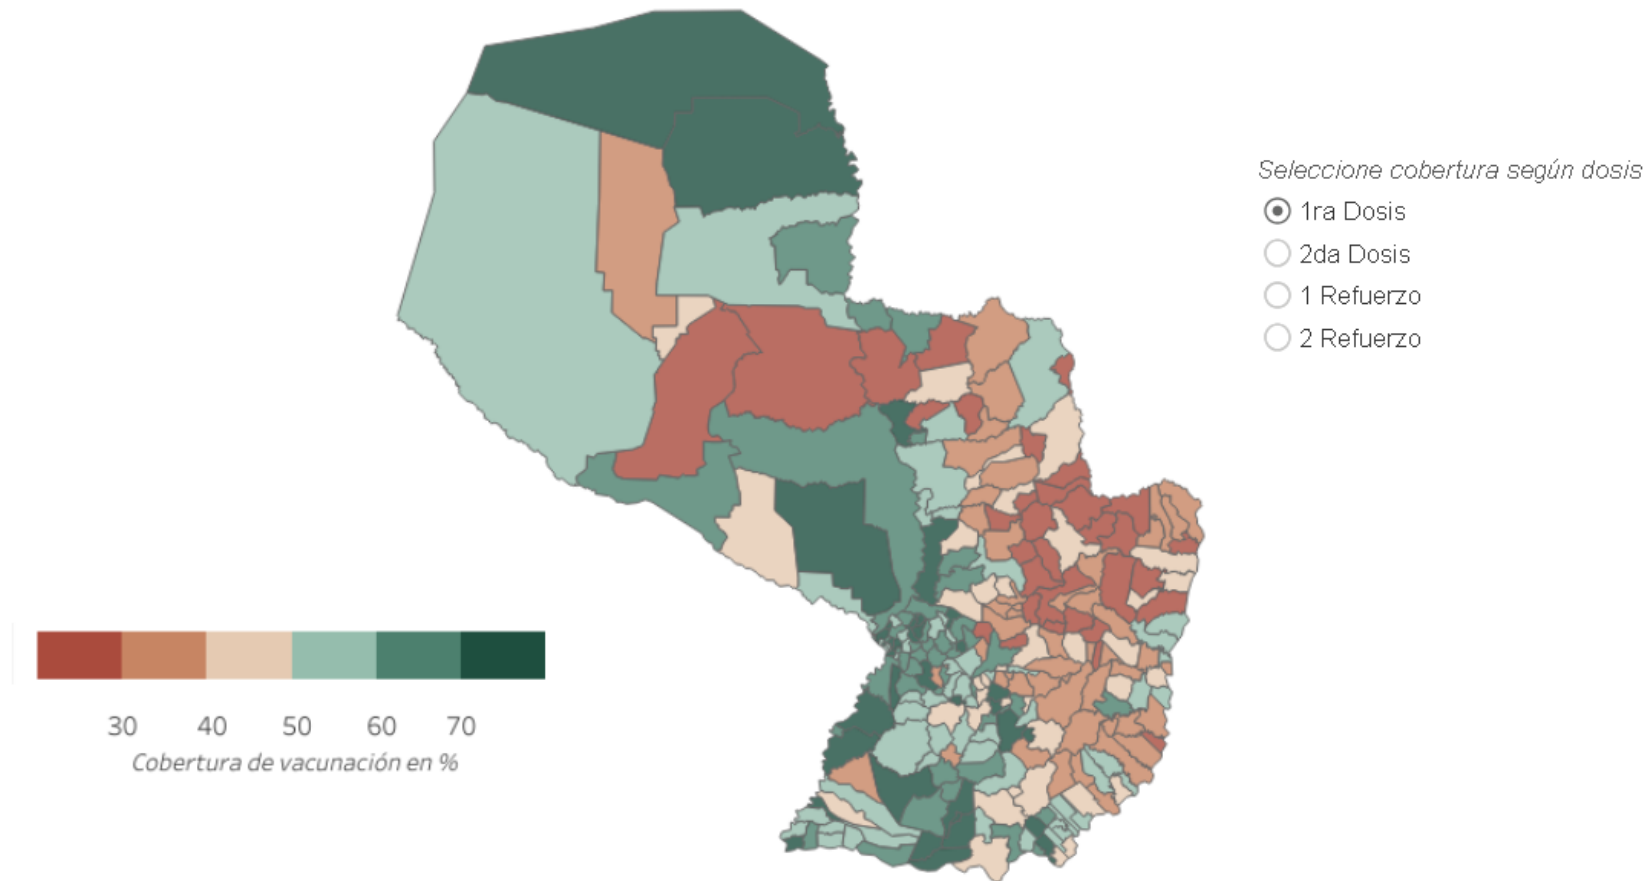 Seleccione cobertura según dosis
1ra Dosis
2da Dosis
1 Refuerzo
2 Refuerzo
30 40 50 60 70
Cobertura de vacunación en %